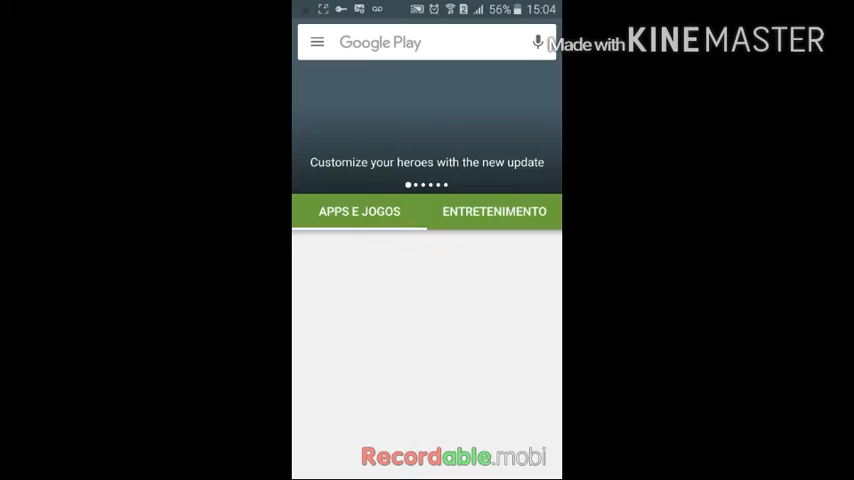 56% 15:04
Google Play
Made with KINEMASTER
Customize your heroes with the new update
APPS E JOGOS
ENTRETENIMENTO
Recordable.mobi